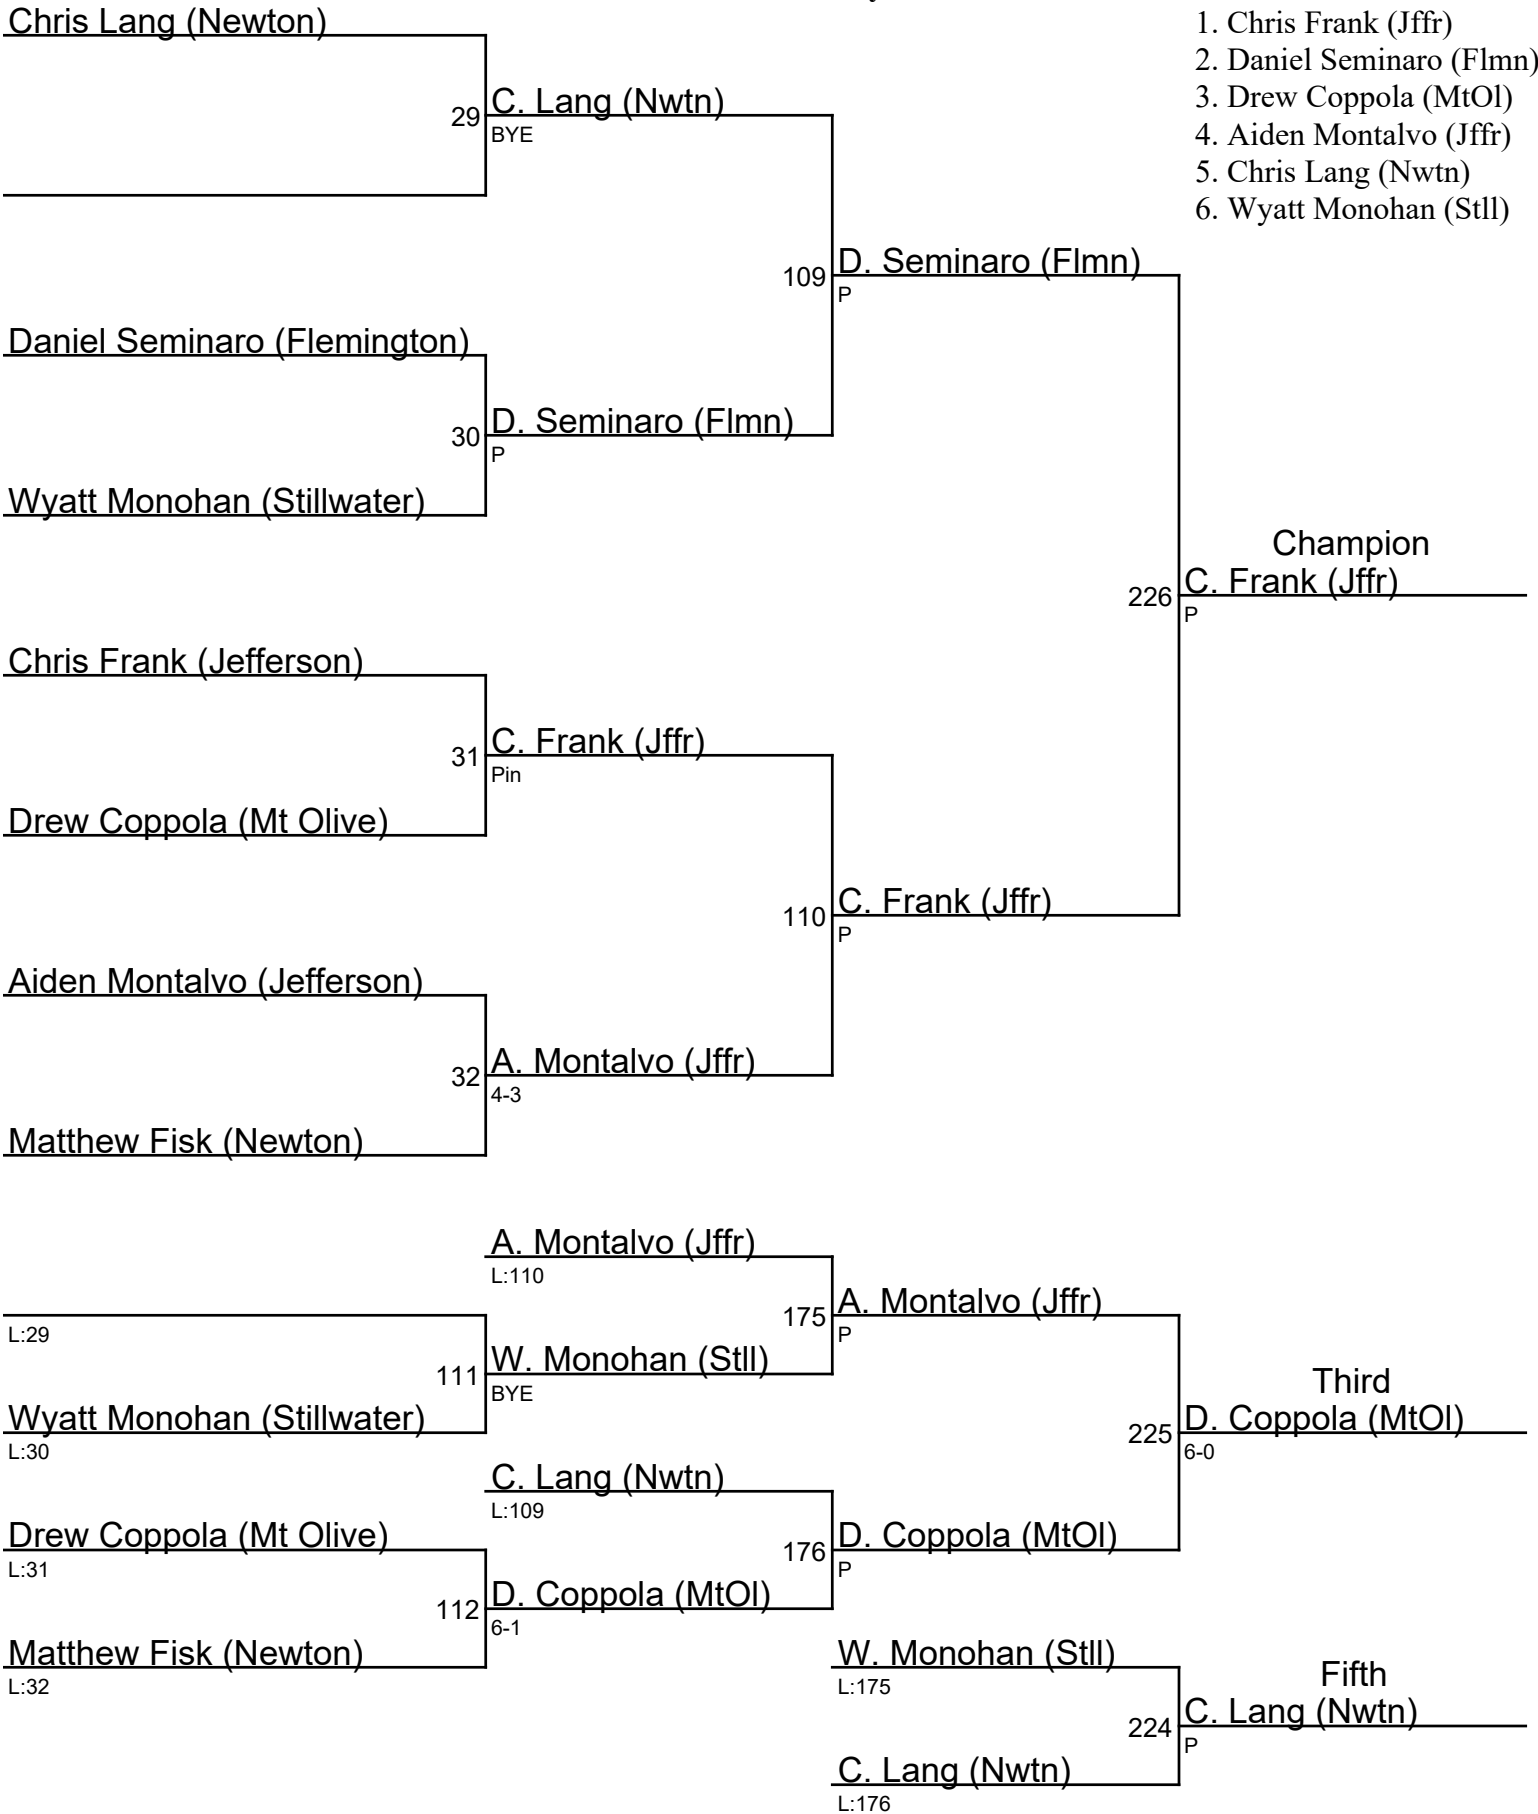 Chris Lang (Newton)
29
C. Lang (Nwtn)
BYE
1. Chris Frank (Jffr)
2. Daniel Seminaro (Flmn)
3. Drew Coppola (MtOl)
4. Aiden Montalvo (Jffr)
5. Chris Lang (Nwtn)
6. Wyatt Monohan (Stll)
109
D. Seminaro (Flmn)
P
Daniel Seminaro (Flemington)
30
D. Seminaro (Flmn)
P
Wyatt Monohan (Stillwater)
Champion
226
C. Frank (Jffr)
P
Chris Frank (Jefferson)
31
C. Frank (Jffr)
Pin
Drew Coppola (Mt Olive)
110
C. Frank (Jffr)
P
Aiden Montalvo (Jefferson)
32
A. Montalvo (Jffr)
4-3
Matthew Fisk (Newton)
A. Montalvo (Jffr)
L:110
175
A. Montalvo (Jffr)
P
L:29
111
W. Monohan (Stll)
BYE
Wyatt Monohan (Stillwater)
L:30
Third
225
D. Coppola (MtOl)
6-0
C. Lang (Nwtn)
L:109
Drew Coppola (Mt Olive)
L:31
176
D. Coppola (MtOl)
P
112
D. Coppola (MtOl)
6-1
Matthew Fisk (Newton)
L:32
W. Monohan (Stll)
L:175
Fifth
224
C. Lang (Nwtn)
P
C. Lang (Nwtn)
L:176